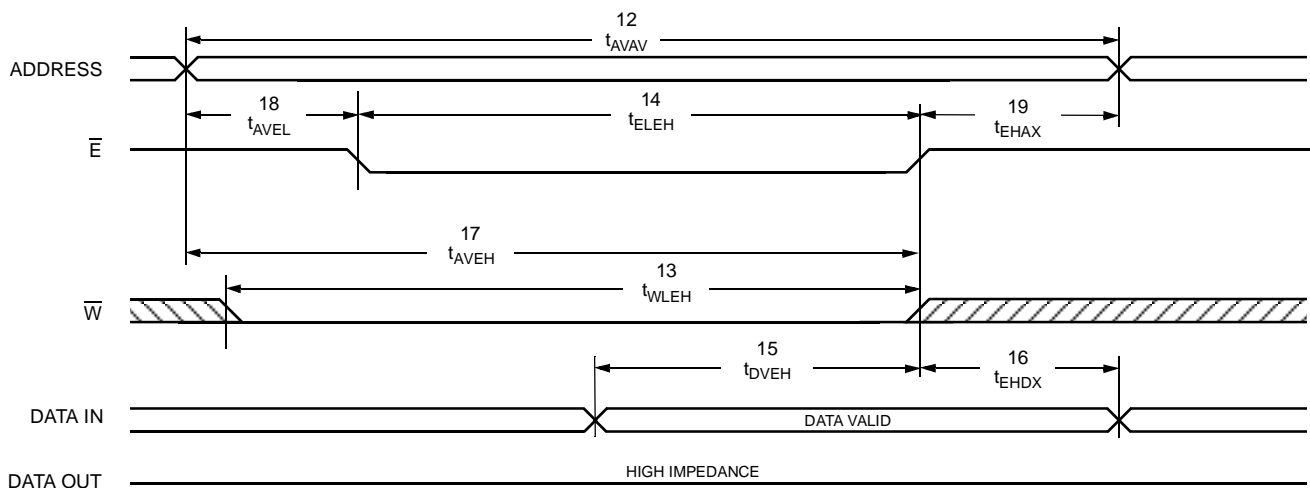 12
tAVAV
ADDRESS
18
tAVEL
14
tELEH
19
tEHAX
E̅
17
tAVEH
13
tWLEH
W̅
15
tDVEH
16
tEHDX
DATA IN
DATA VALID
DATA OUT
HIGH IMPEDANCE